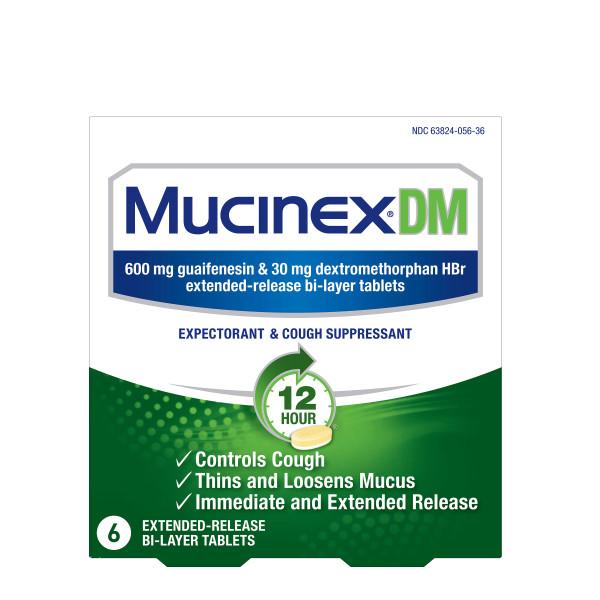 NDC 63824-056-36
Mucinex® DM
600 mg guaifenesin & 30 mg dextromethorphan HBr
extended-release bi-layer tablets
EXPECTORANT & COUGH SUPPRESSANT
12
HOUR
✓ Controls Cough
✓ Thins and Loosens Mucus
✓ Immediate and Extended Release
6 EXTENDED-RELEASE
BI-LAYER TABLETS